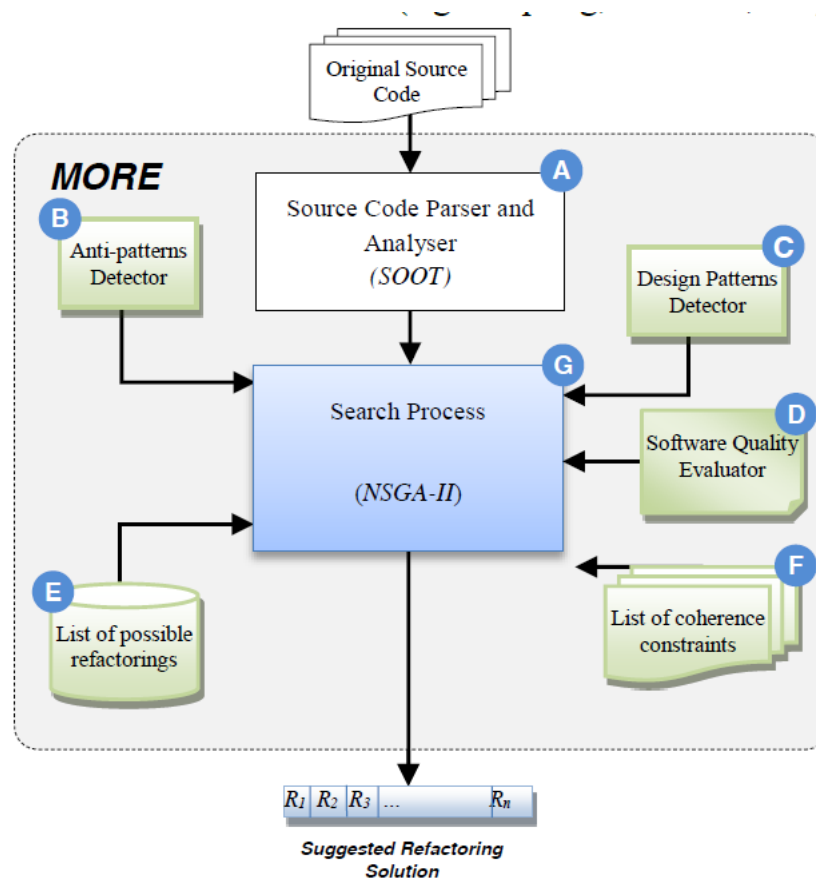 Original Source
Code
MORE
A
Source Code Parser and
Analyser
(SOOT)
B
Anti-patterns
Detector
C
Design Patterns
Detector
G
Search Process
(NSGA-II)
D
Software Quality
Evaluator
E
List of possible
refactorings
F
List of coherence
constraints
R1 R2 R3 ... Rn
Suggested Refactoring
Solution